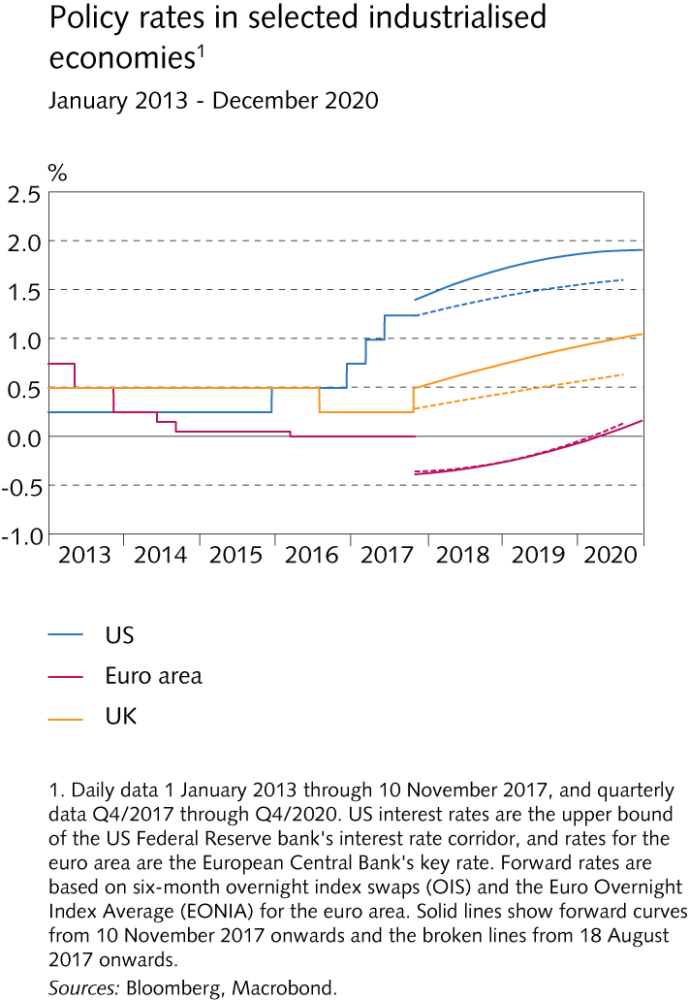 Policy rates in selected industrialised
economies¹
January 2013 - December 2020
%
2.5
2.0
1.5
1.0
0.5
0.0
-0.5
-1.0
2013 2014 2015 2016 2017 2018 2019 2020
US
Euro area
UK
1. Daily data 1 January 2013 through 10 November 2017, and quarterly
data Q4/2017 through Q4/2020. US interest rates are the upper bound
of the US Federal Reserve bank's interest rate corridor, and rates for the
euro area are the European Central Bank's key rate. Forward rates are
based on six-month overnight index swaps (OIS) and the Euro Overnight
Index Average (EONIA) for the euro area. Solid lines show forward curves
from 10 November 2017 onwards and the broken lines from 18 August
2017 onwards.
Sources: Bloomberg, Macrobond.